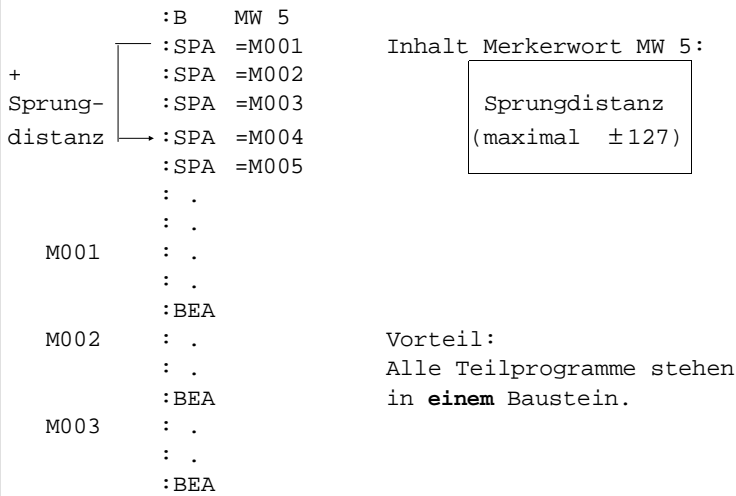 :B MW 5
:SPA =M001 Inhalt Merkerwort MW 5:
+ :SPA =M002
Sprung- :SPA =M003 Sprungdistanz
distanz :SPA =M004 (maximal ±127)
:SPA =M005
: .
: .
M001 : .
: .
:BEA
M002 : . Vorteil:
: . Alle Teilprogramme stehen
:BEA in einem Baustein.
M003 : .
: .
:BEA